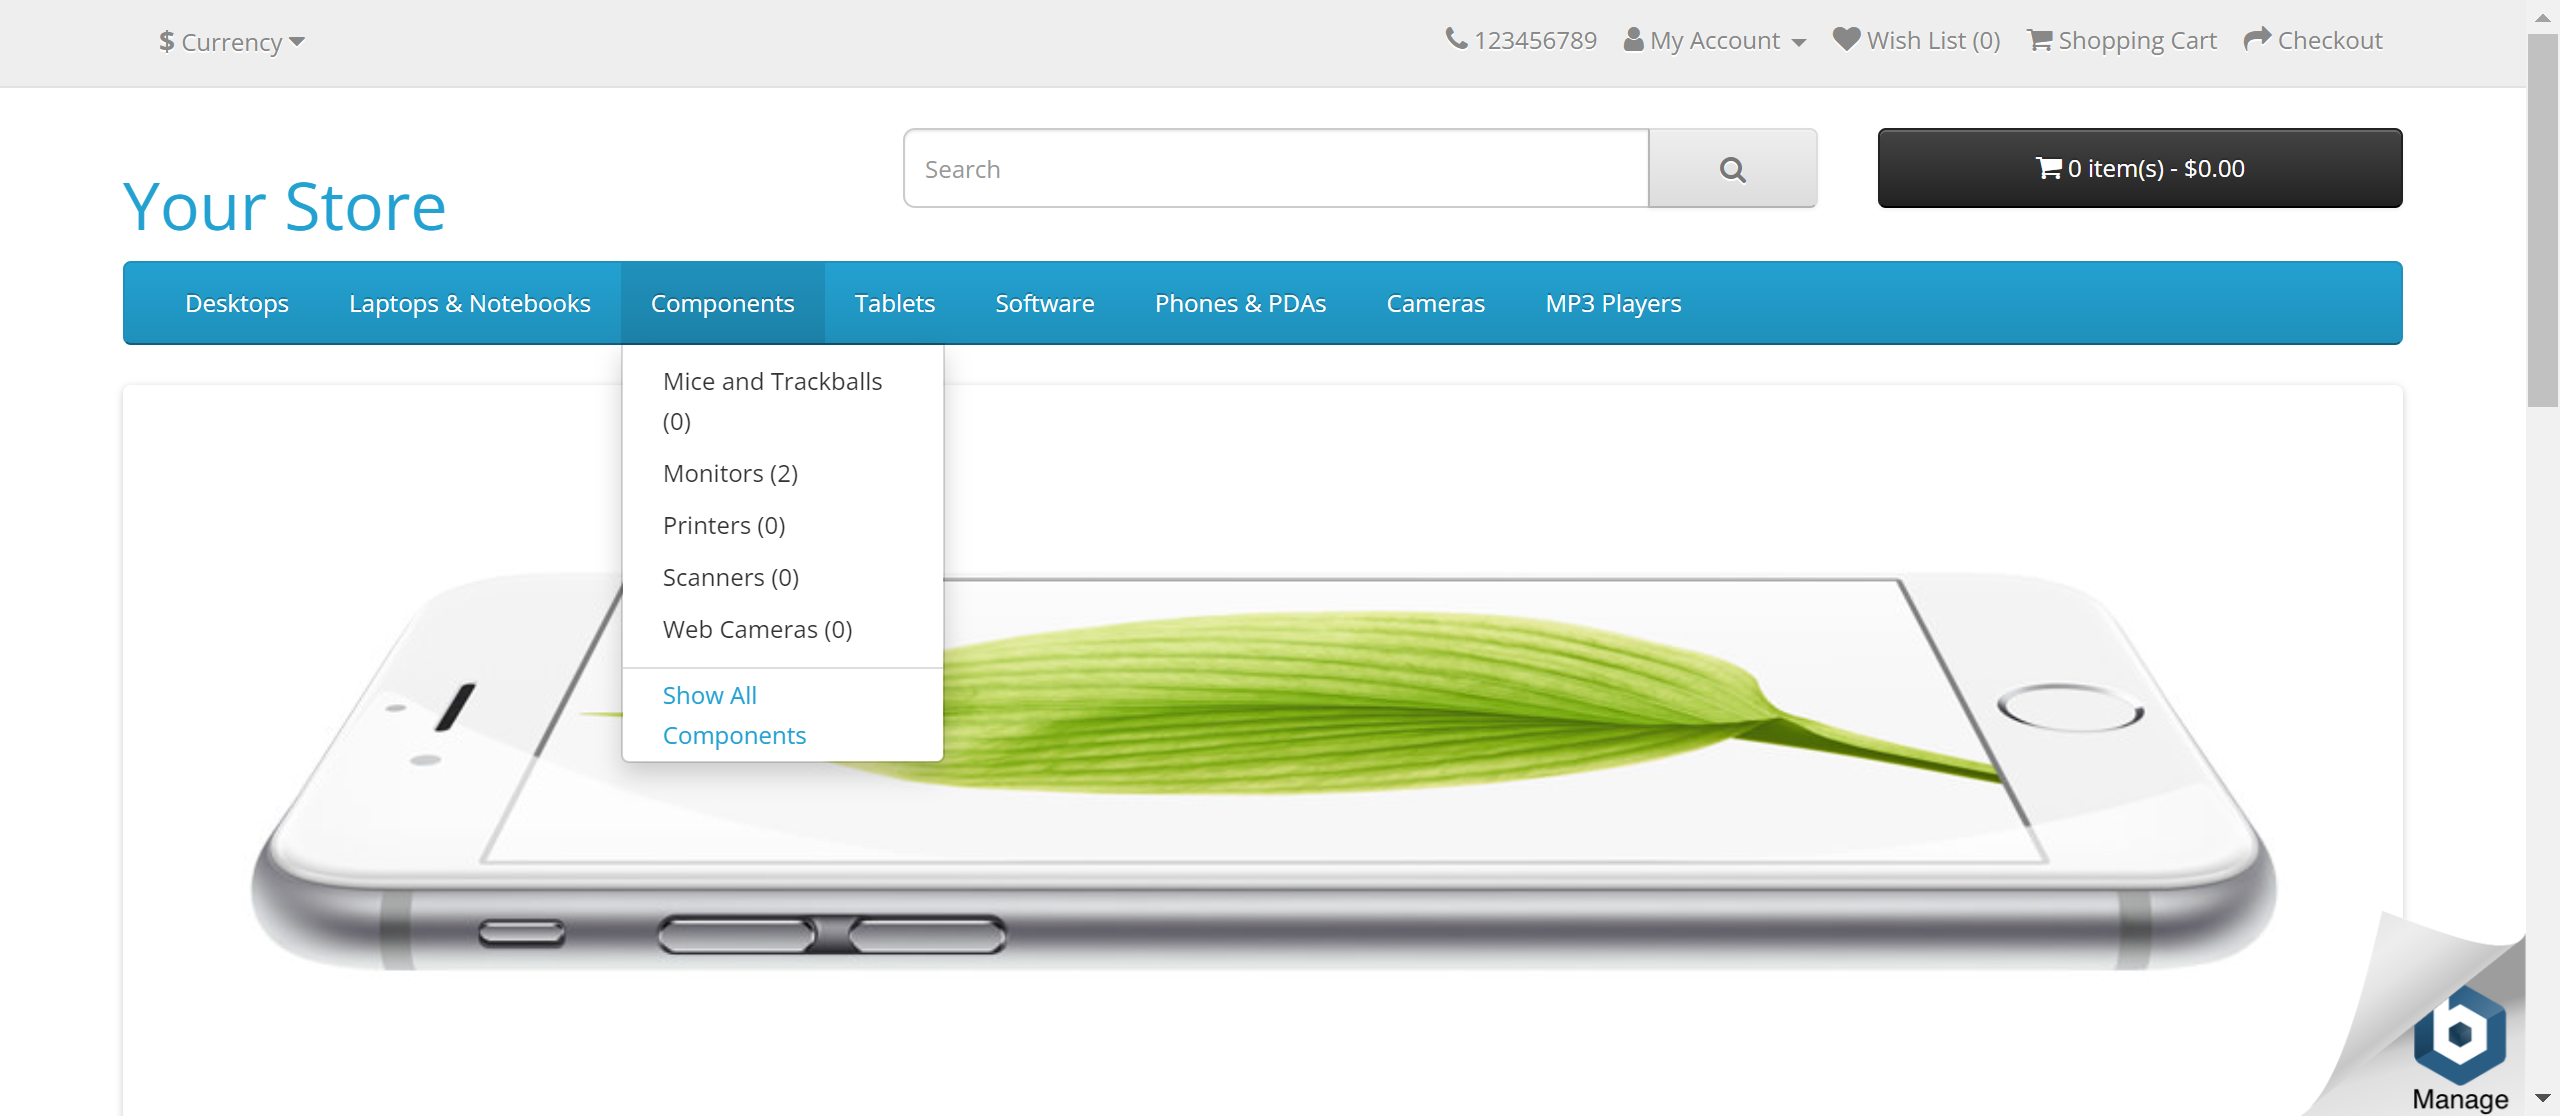 $ Currency
123456789 My Account Wish List (0) Shopping Cart Checkout
Your Store
Search
0 item(s) - $0.00
Desktops Laptops & Notebooks Components Tablets Software Phones & PDAs Cameras MP3 Players
Mice and Trackballs
(0)
Monitors (2)
Printers (0)
Scanners (0)
Web Cameras (0)
Show All
Components
Manage